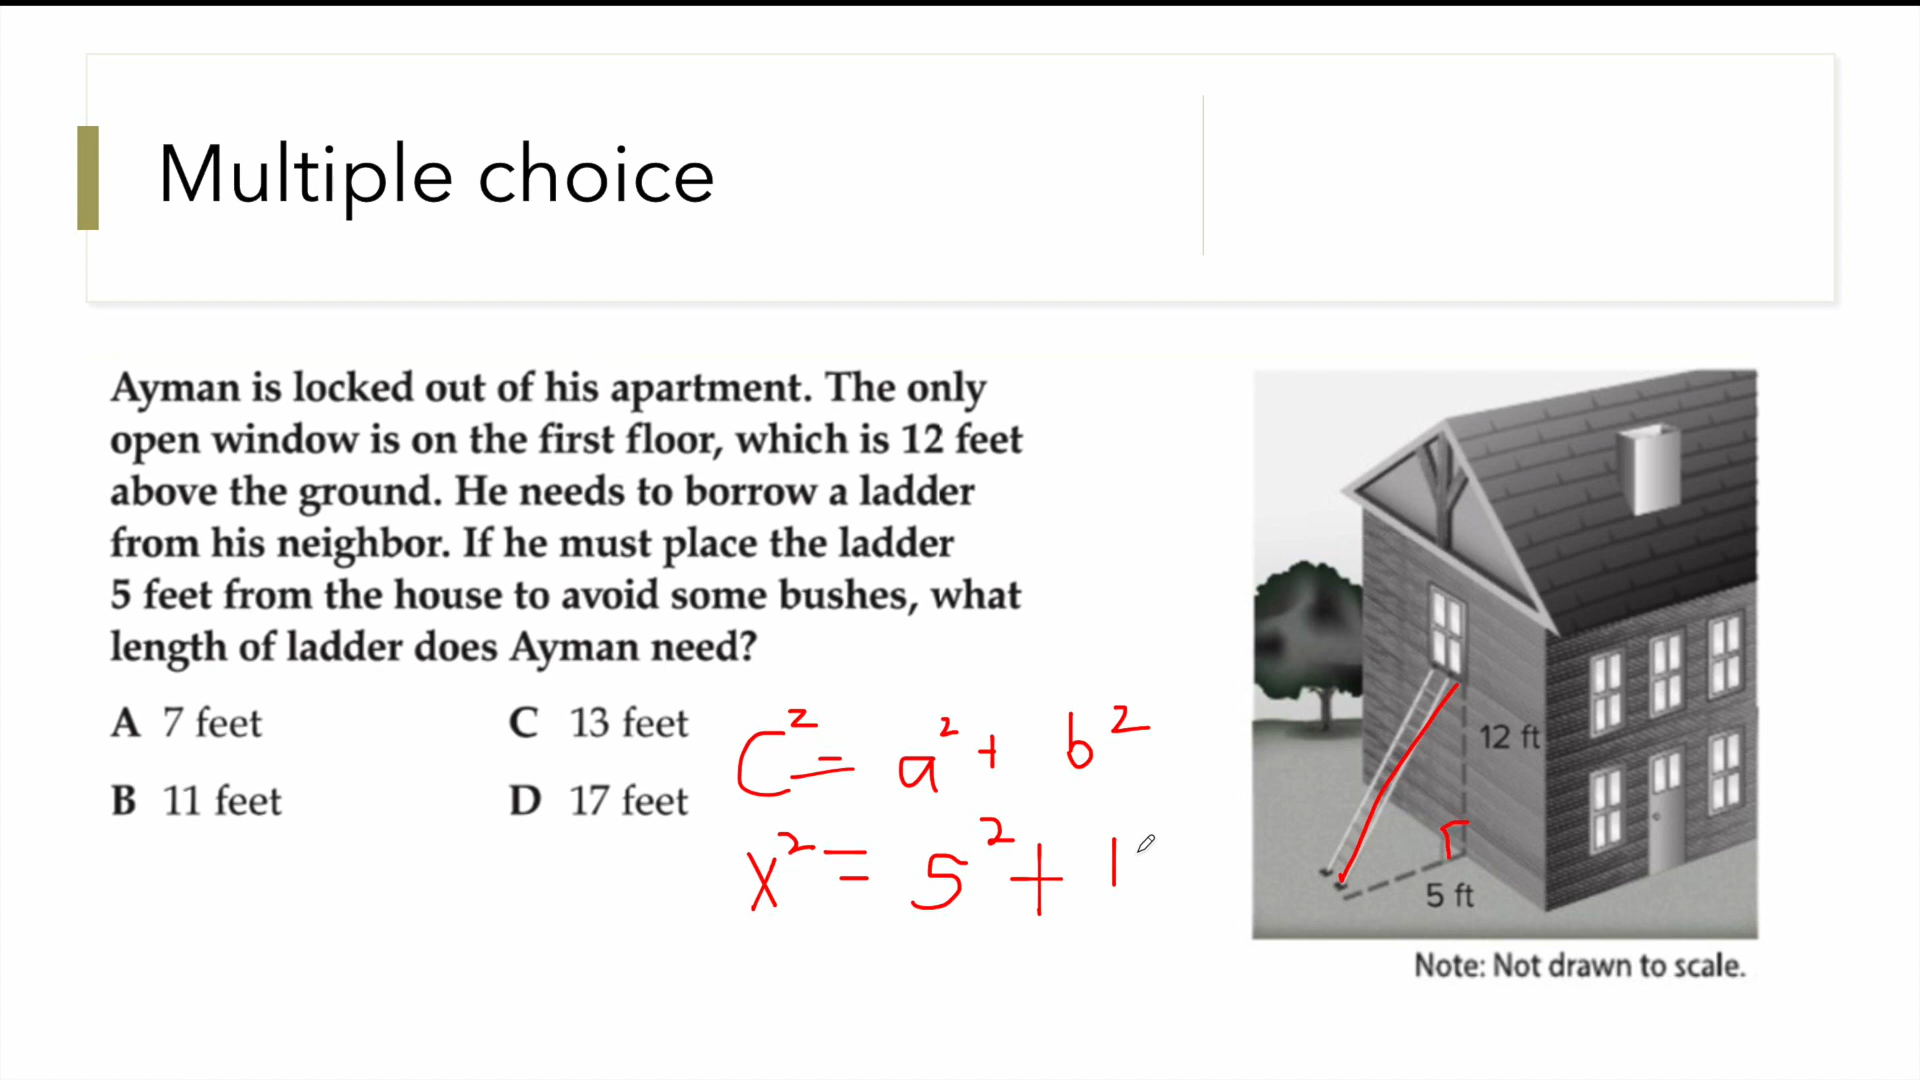 Multiple choice
Ayman is locked out of his apartment. The only
open window is on the first floor, which is 12 feet
above the ground. He needs to borrow a ladder
from his neighbor. If he must place the ladder
5 feet from the house to avoid some bushes, what
length of ladder does Ayman need?
A 7 feet
C 13 feet
B 11 feet
D 17 feet
C² = a² + b²
x² = 5² + 1
12 ft
5 ft
Note: Not drawn to scale.